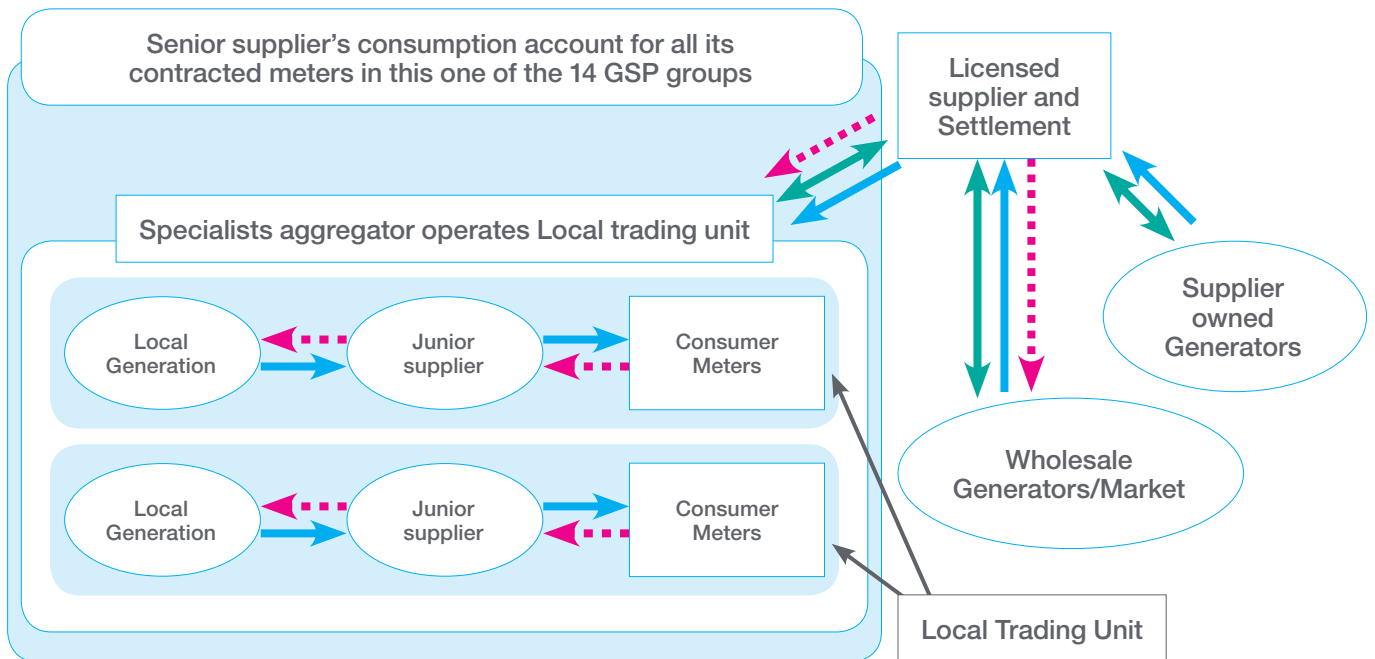 Senior supplier's consumption account for all its
contracted meters in this one of the 14 GSP groups
Licensed
supplier and
Settlement
Specialists aggregator operates Local trading unit
Supplier
owned
Generators
Local
Generation
Junior
supplier
Consumer
Meters
Wholesale
Generators/Market
Local
Generation
Junior
supplier
Consumer
Meters
Local Trading Unit